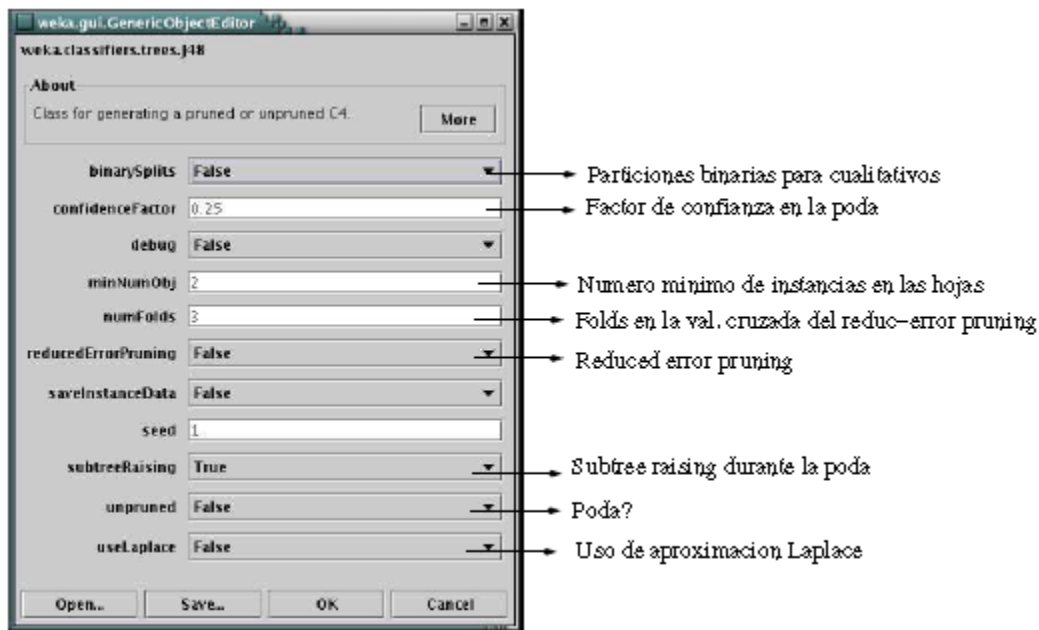 weka.gui.GenericObjectEditor
weka.classifiers.trees.J48
About
Class for generating a pruned or unpruned C4.
More
binarySplits False Particiones binarias para cualitativos
confidenceFactor 0.25 Factor de confianza en la poda
debug False
minNumObj 2 Numero minimo de instancias en las hojas
numFolds 3 Folds en la val. cruzada del reduc-error pruning
reducedErrorPruning False Reduced error pruning
saveInstanceData False
seed 1
subtreeRaising True Subtree raising durante la poda
unpruned False Poda?
useLaplace False Uso de aproximacion Laplace
Open... Save... OK Cancel